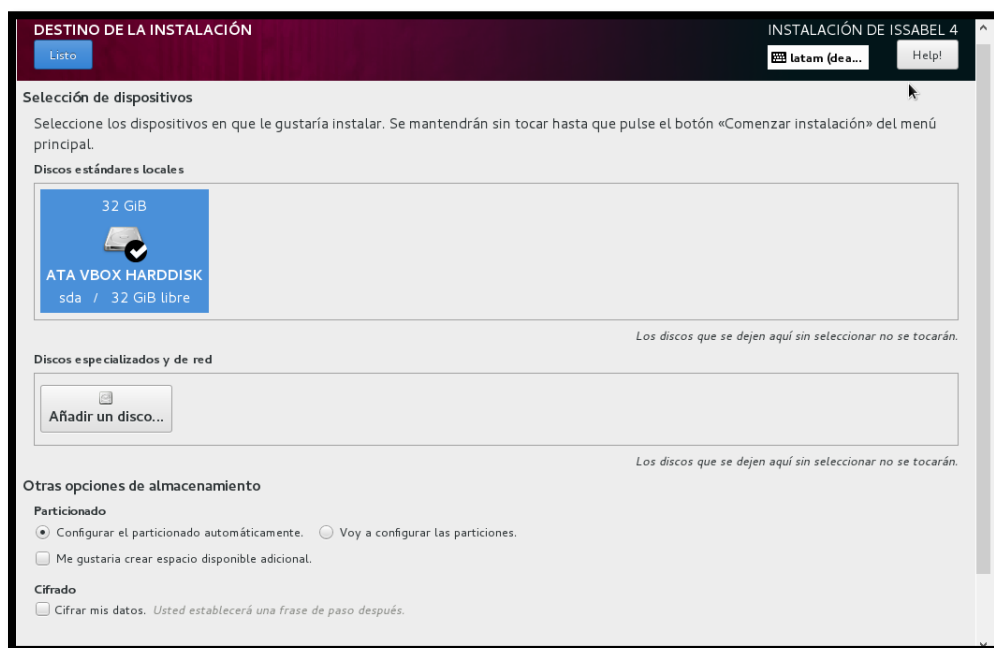 DESTINO DE LA INSTALACIÓN
INSTALACIÓN DE ISSABEL 4
Listo
latam (dea...
Help!
Selección de dispositivos
Seleccione los dispositivos en que le gustaría instalar. Se mantendrán sin tocar hasta que pulse el botón «Comenzar instalación» del menú
principal.
Discos estándares locales
32 GiB
ATA VBOX HARDDISK
sda / 32 GiB libre
Los discos que se dejen aquí sin seleccionar no se tocarán.
Discos especializados y de red
Añadir un disco...
Los discos que se dejen aquí sin seleccionar no se tocarán.
Otras opciones de almacenamiento
Particionado
Configurar el particionado automáticamente.
Voy a configurar las particiones.
Me gustaria crear espacio disponible adicional.
Cifrado
Cifrar mis datos. Usted establecerá una frase de paso después.